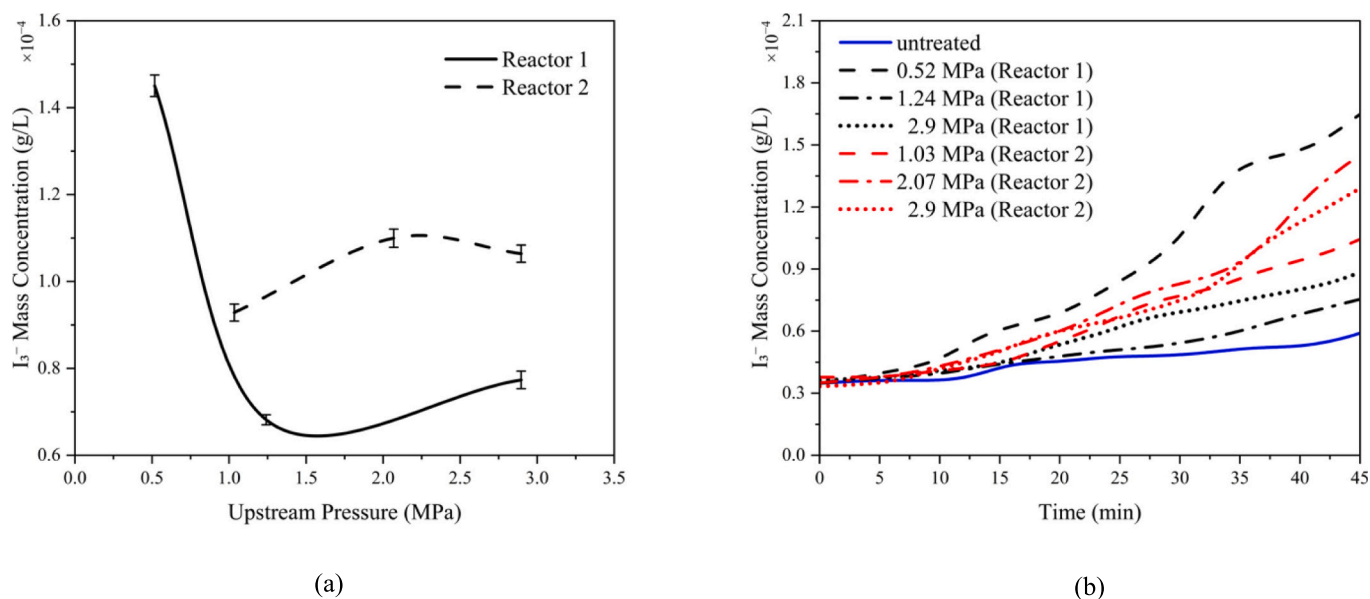 ×10⁻⁴
1.6
1.4
1.2
1.0
0.8
0.6
I₃⁻ Mass Concentration (g/L)
Reactor 1
Reactor 2
0.0 0.5 1.0 1.5 2.0 2.5 3.0 3.5
Upstream Pressure (MPa)
(a)
×10⁻⁴
2.1
1.8
1.5
1.2
0.9
0.6
0.3
0.0
I₃⁻ Mass Concentration (g/L)
untreated
0.52 MPa (Reactor 1)
1.24 MPa (Reactor 1)
2.9 MPa (Reactor 1)
1.03 MPa (Reactor 2)
2.07 MPa (Reactor 2)
2.9 MPa (Reactor 2)
0 5 10 15 20 25 30 35 40 45
Time (min)
(b)